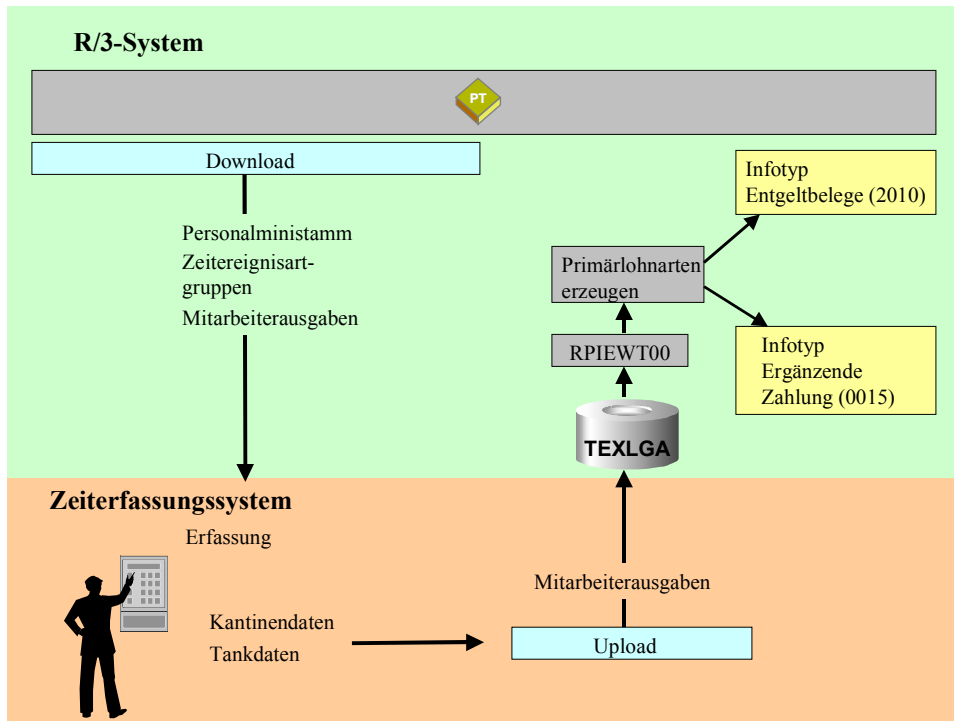 R/3-System
PT
Download
Personalministamm
Zeitereignisart-
gruppen
Mitarbeiterausgaben
Infotyp
Entgeltbelege (2010)
Primärlohnarten
erzeugen
RPIEWT00
Infotyp
Ergänzende
Zahlung (0015)
TEXLGA
Zeiterfassungssystem
Erfassung
Kantinendaten
Tankdaten
Mitarbeiterausgaben
Upload